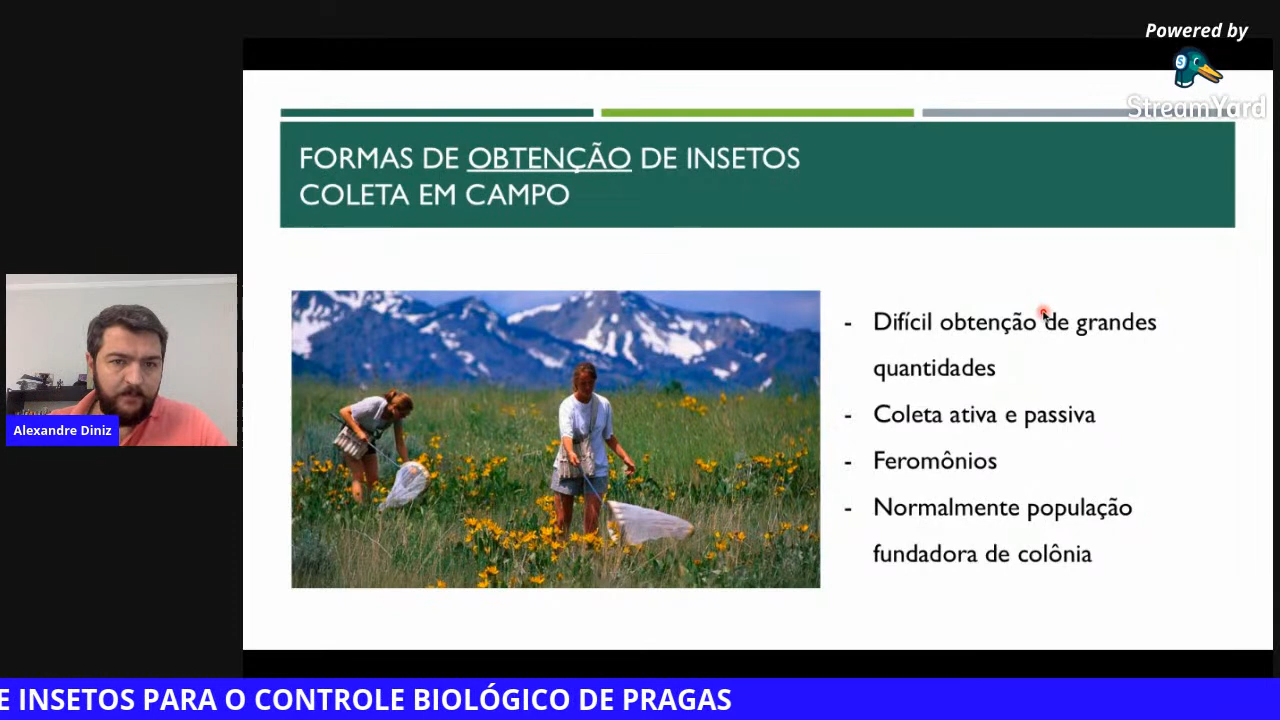 Powered by
StreamYard
FORMAS DE OBTENÇÃO DE INSETOS
COLETA EM CAMPO
- Difícil obtenção de grandes
quantidades
- Coleta ativa e passiva
- Feromônios
- Normalmente população
fundadora de colônia
Alexandre Diniz
E INSETOS PARA O CONTROLE BIOLÓGICO DE PRAGAS